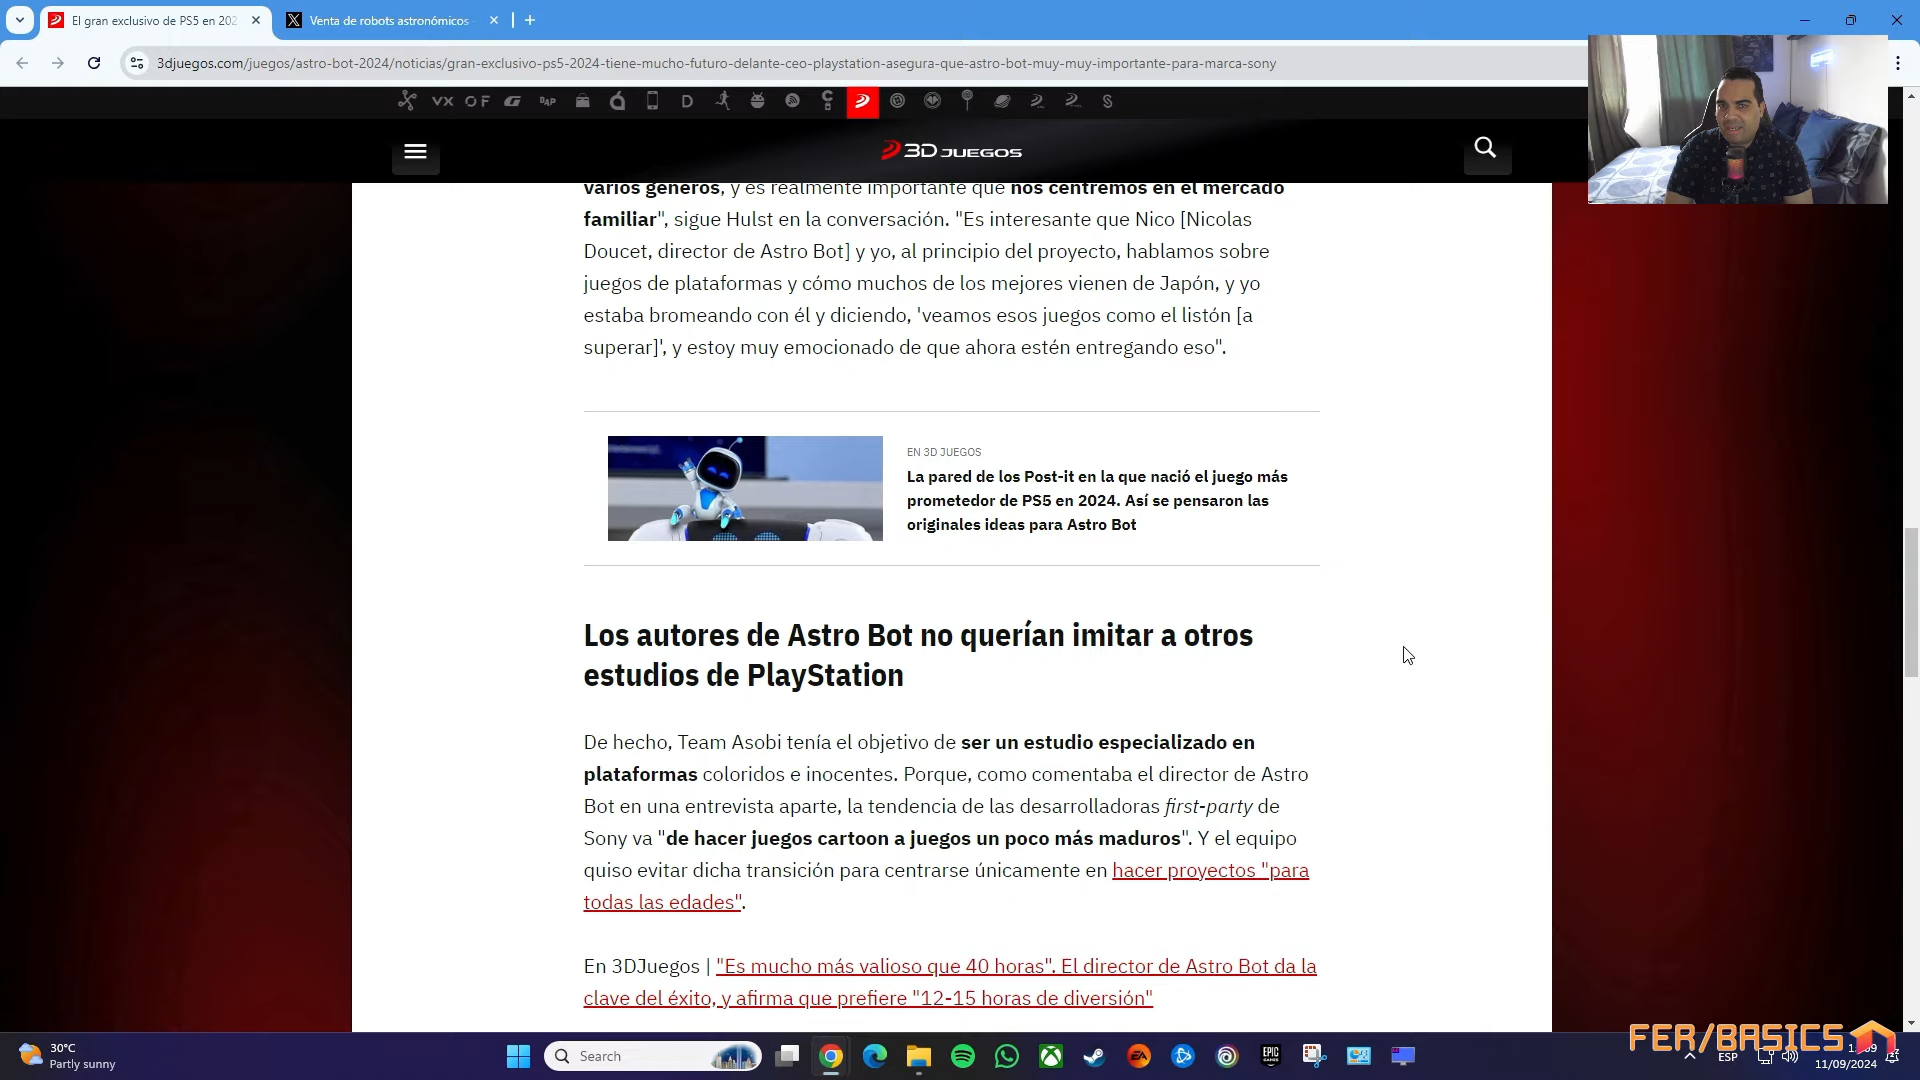 El gran exclusivo de PS5 en 202
Venta de robots astronómicos
3djuegos.com/juegos/astro-bot-2024/noticias/gran-exclusivo-ps5-2024-tiene-mucho-futuro-delante-ceo-playstation-asegura-que-astro-bot-muy-muy-importante-para-marca-sony
3D JUEGOS
varios géneros, y es realmente importante que nos centremos en el mercado
familiar", sigue Hulst en la conversación. "Es interesante que Nico [Nicolas
Doucet, director de Astro Bot] y yo, al principio del proyecto, hablamos sobre
juegos de plataformas y cómo muchos de los mejores vienen de Japón, y yo
estaba bromeando con él y diciendo, 'veamos esos juegos como el listón [a
superar]', y estoy muy emocionado de que ahora estén entregando eso".
EN 3D JUEGOS
La pared de los Post-it en la que nació el juego más
prometedor de PS5 en 2024. Así se pensaron las
originales ideas para Astro Bot
Los autores de Astro Bot no querían imitar a otros
estudios de PlayStation
De hecho, Team Asobi tenía el objetivo de ser un estudio especializado en
plataformas coloridos e inocentes. Porque, como comentaba el director de Astro
Bot en una entrevista aparte, la tendencia de las desarrolladoras first-party de
Sony va "de hacer juegos cartoon a juegos un poco más maduros". Y el equipo
quiso evitar dicha transición para centrarse únicamente en hacer proyectos "para
todas las edades".
En 3DJuegos | "Es mucho más valioso que 40 horas". El director de Astro Bot da la
clave del éxito, y afirma que prefiere "12-15 horas de diversión"
30°C
Partly sunny
Search
FER/BASICS
ESP
11/09/2024